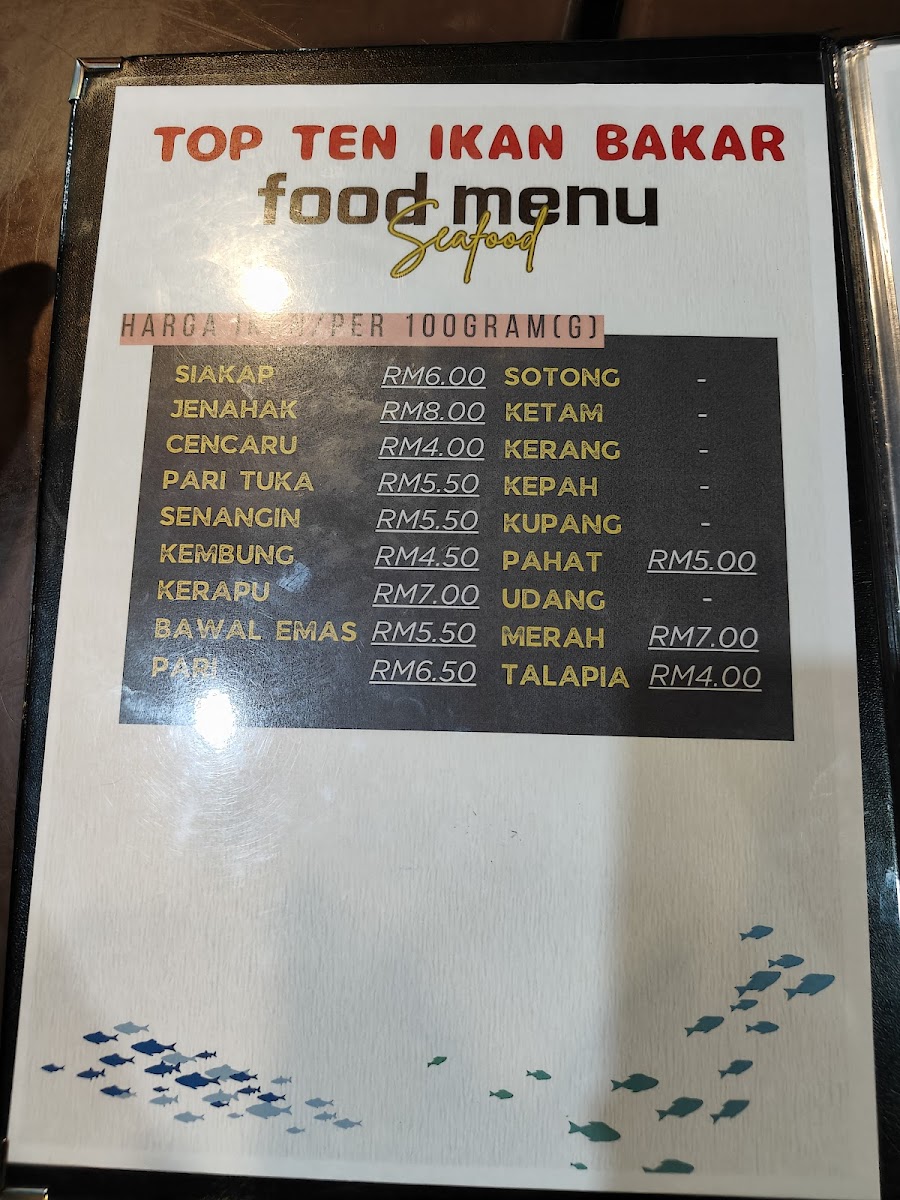 TOP TEN IKAN BAKAR
food menu
Seafood
HARGA IKAN/PER 100GRAM(G)
SIAKAP RM6.00
JENAHAK RM8.00
CENCARU RM4.00
PARI TUKA RM5.50
SENANGIN RM5.50
KEMBUNG RM4.50
KERAPU RM7.00
BAWAL EMAS RM5.50
PARI RM6.50
SOTONG -
KETAM -
KERANG -
KEPAH -
KUPANG -
PAHAT RM5.00
UDANG -
MERAH RM7.00
TALAPIA RM4.00